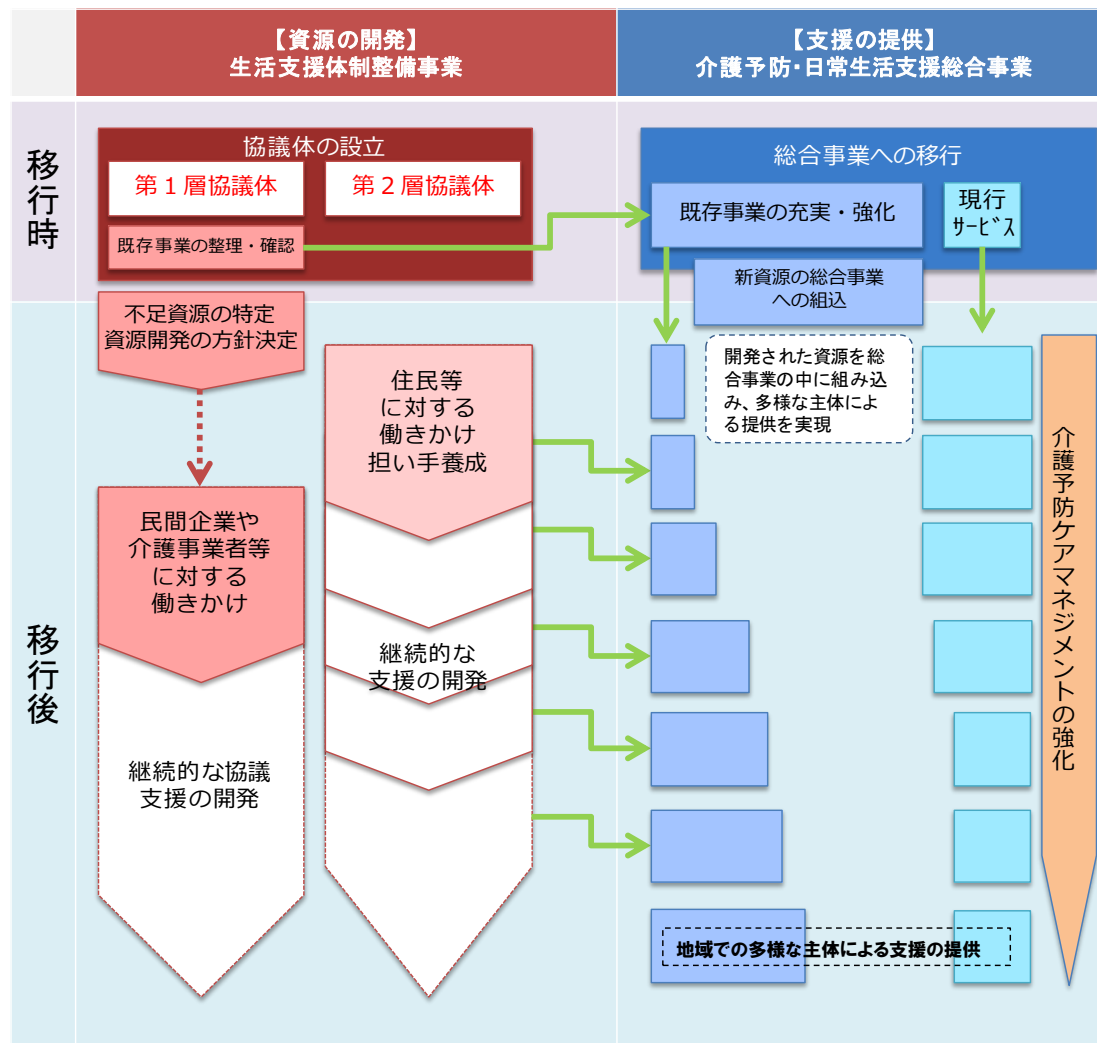 【資源の開発】
生活支援体制整備事業
【支援の提供】
介護予防・日常生活支援総合事業
移行時
協議体の設立
第１層協議体
第２層協議体
既存事業の整理・確認
総合事業への移行
既存事業の充実・強化
現行
ｻｰﾋﾞｽ
新資源の総合事業
への組込
移行後
不足資源の特定
資源開発の方針決定
民間企業や
介護事業者等
に対する
働きかけ
継続的な協議
支援の開発
住民等
に対する
働きかけ
担い手養成
継続的な
支援の開発
開発された資源を総
合事業の中に組み込
み、多様な主体によ
る提供を実現
地域での多様な主体による支援の提供
介護予防ケアマネジメントの強化